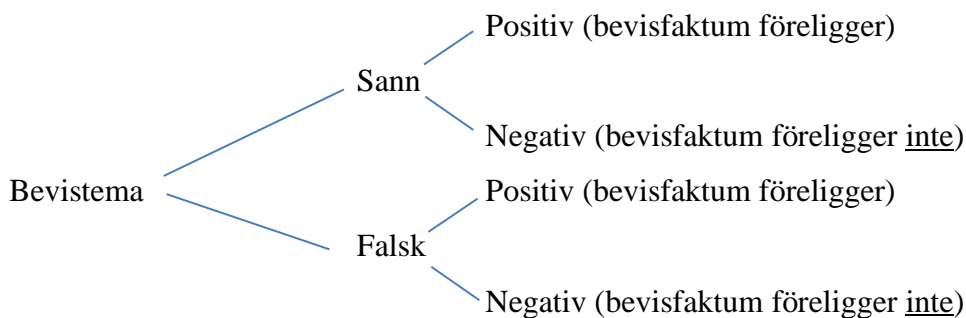 Positiv (bevisfaktum föreligger)
Sann
Negativ (bevisfaktum föreligger inte)
Bevistema
Positiv (bevisfaktum föreligger)
Falsk
Negativ (bevisfaktum föreligger inte)